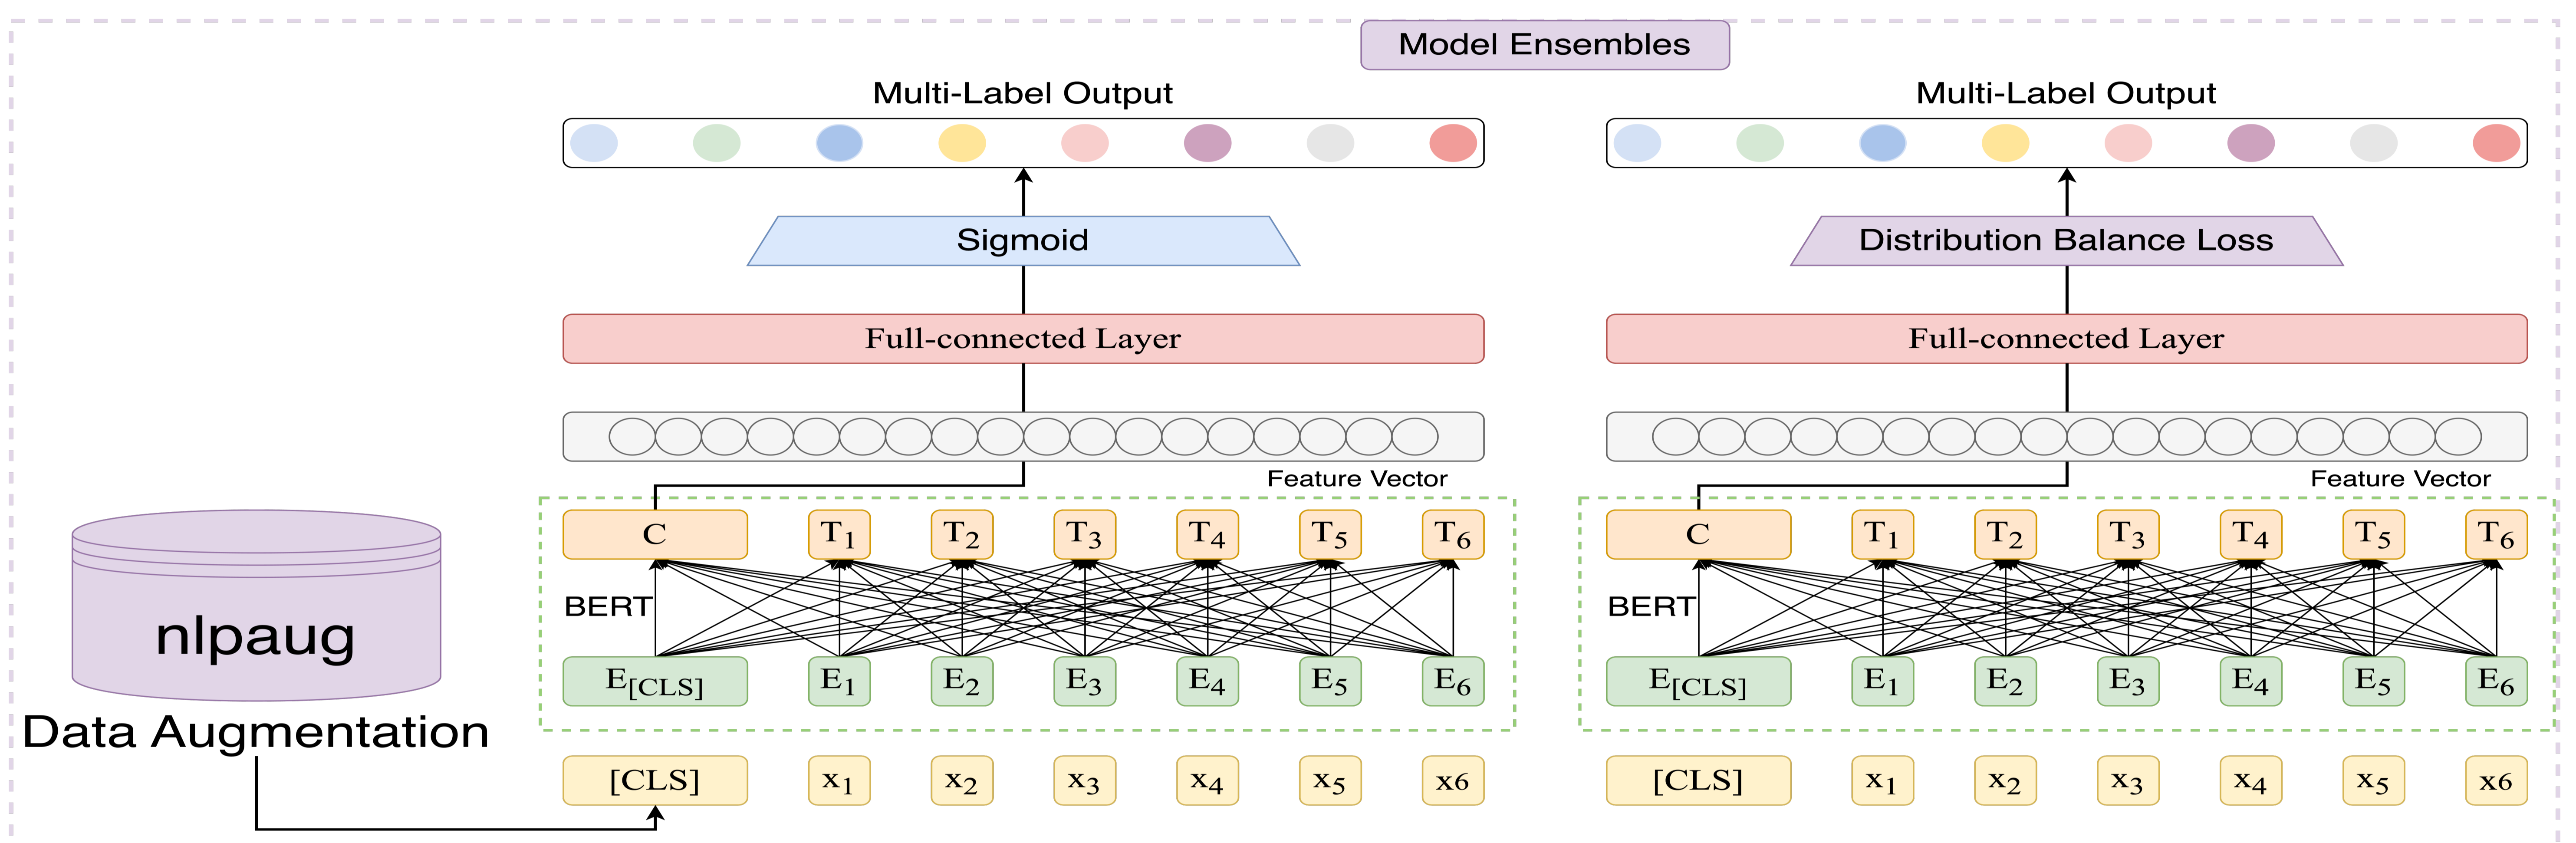 Model Ensembles
Multi-Label Output
Sigmoid
Full-connected Layer
Feature Vector
C T1 T2 T3 T4 T5 T6
BERT
E[CLS] E1 E2 E3 E4 E5 E6
[CLS] x1 x2 x3 x4 x5 x6
nlpaug
Data Augmentation
Multi-Label Output
Distribution Balance Loss
Full-connected Layer
Feature Vector
C T1 T2 T3 T4 T5 T6
BERT
E[CLS] E1 E2 E3 E4 E5 E6
[CLS] x1 x2 x3 x4 x5 x6